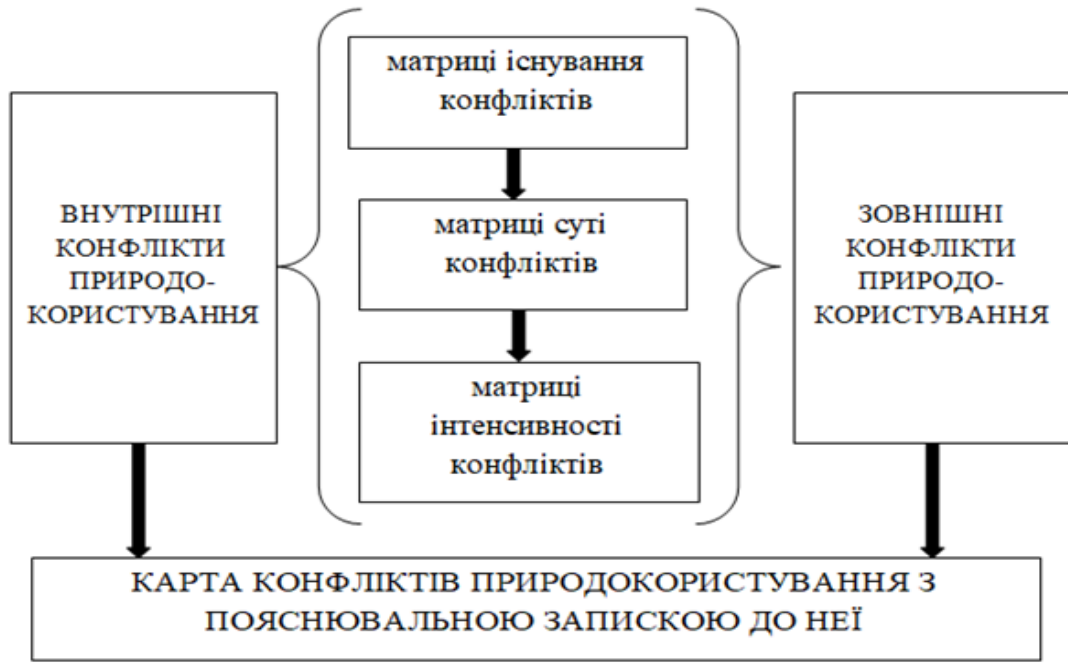 матриці існування
конфліктів
ВНУТРІШНІ
КОНФЛІКТИ
ПРИРОДО-
КОРИСТУВАННЯ
матриці суті
конфліктів
ЗОВНІШНІ
КОНФЛІКТИ
ПРИРОДО-
КОРИСТУВАННЯ
матриці
інтенсивності
конфліктів
КАРТА КОНФЛІКТІВ ПРИРОДОКОРИСТУВАННЯ З
ПОЯСНЮВАЛЬНОЮ ЗАПИСКОЮ ДО НЕЇ